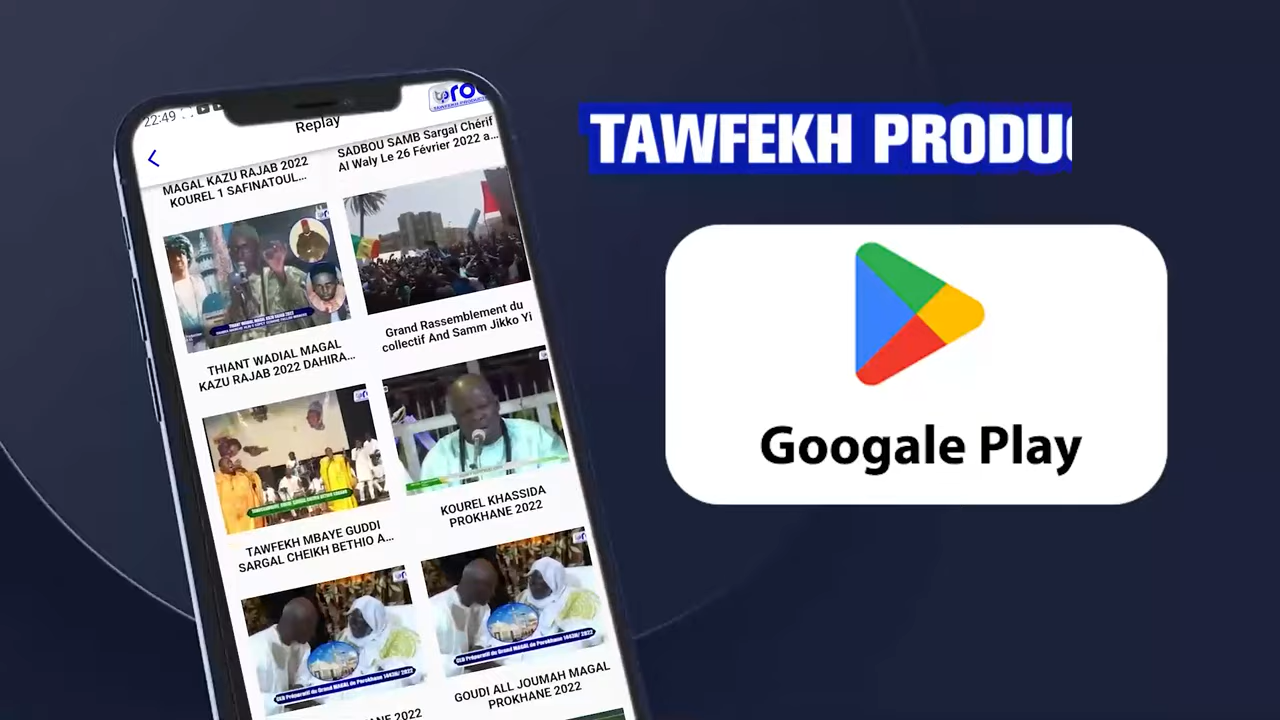 22:49
Replay
TAWFEKH PRODU
MAGAL KAZU RAJAB 2022
KOUREL 1 SAFINATOUL...
SADBOU SAMB Sargal Chérif
Al Waly Le 26 Février 2022 a...
THIANT WADIAL MAGAL
KAZU RAJAB 2022 DAHIRA...
Grand Rassemblement du
collectif And Samm Jikko Yi
TAWFEKH MBAYE GUDDI
SARGAL CHEIKH BETHIO A...
KOUREL KHASSIDA
PROKHANE 2022
GOUDI ALL JOUMAH MAGAL
PROKHANE 2022
2022
Googale Play